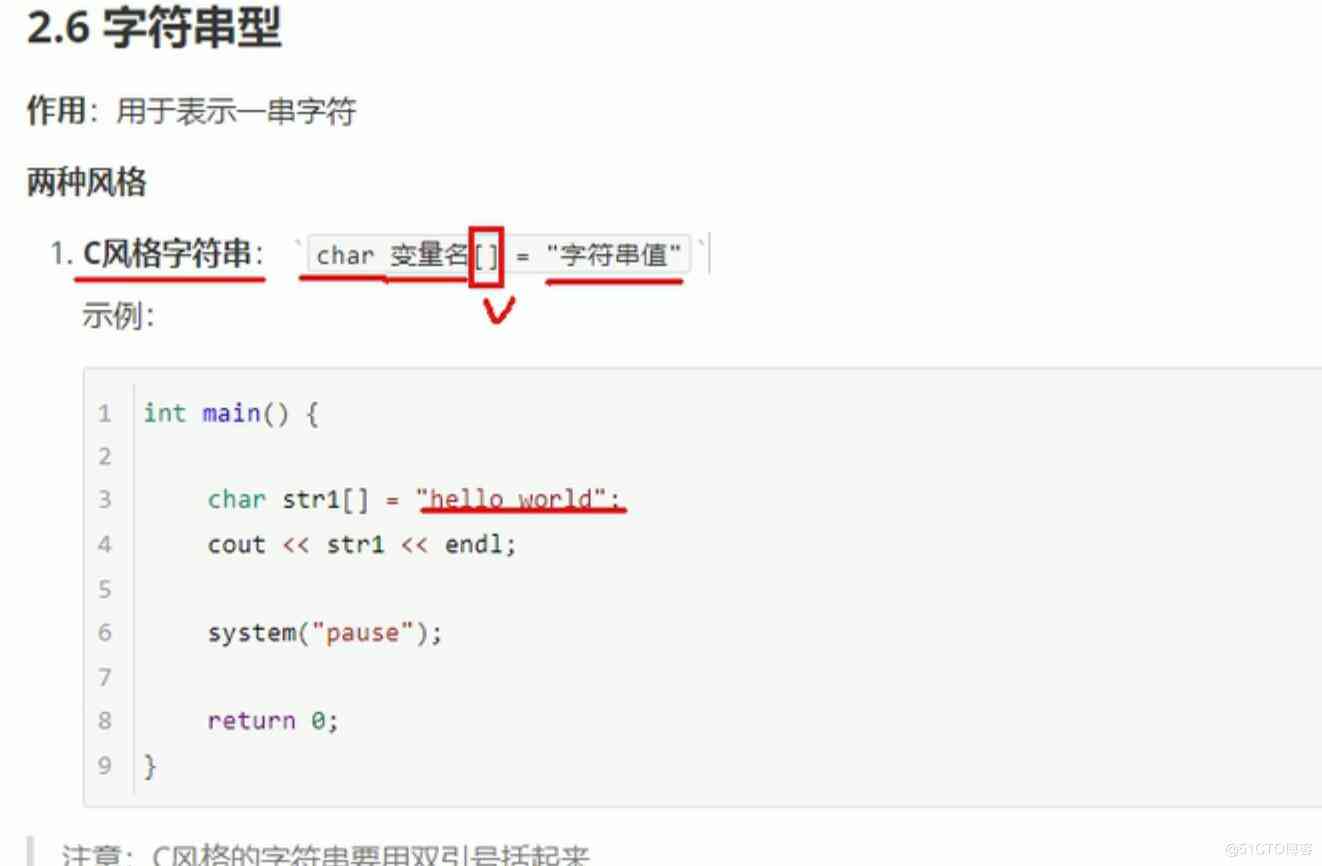 2.6 字符串型
作用：用于表示一串字符
两种风格
1. C风格字符串： `char 变量名[] = "字符串值"`
示例：
1 int main() {
2
3 char str1[] = "hello world";
4 cout << str1 << endl;
5
6 system("pause");
7
8 return 0;
9 }
注意：C风格的字符串要用双引号括起来
@51CTO博客